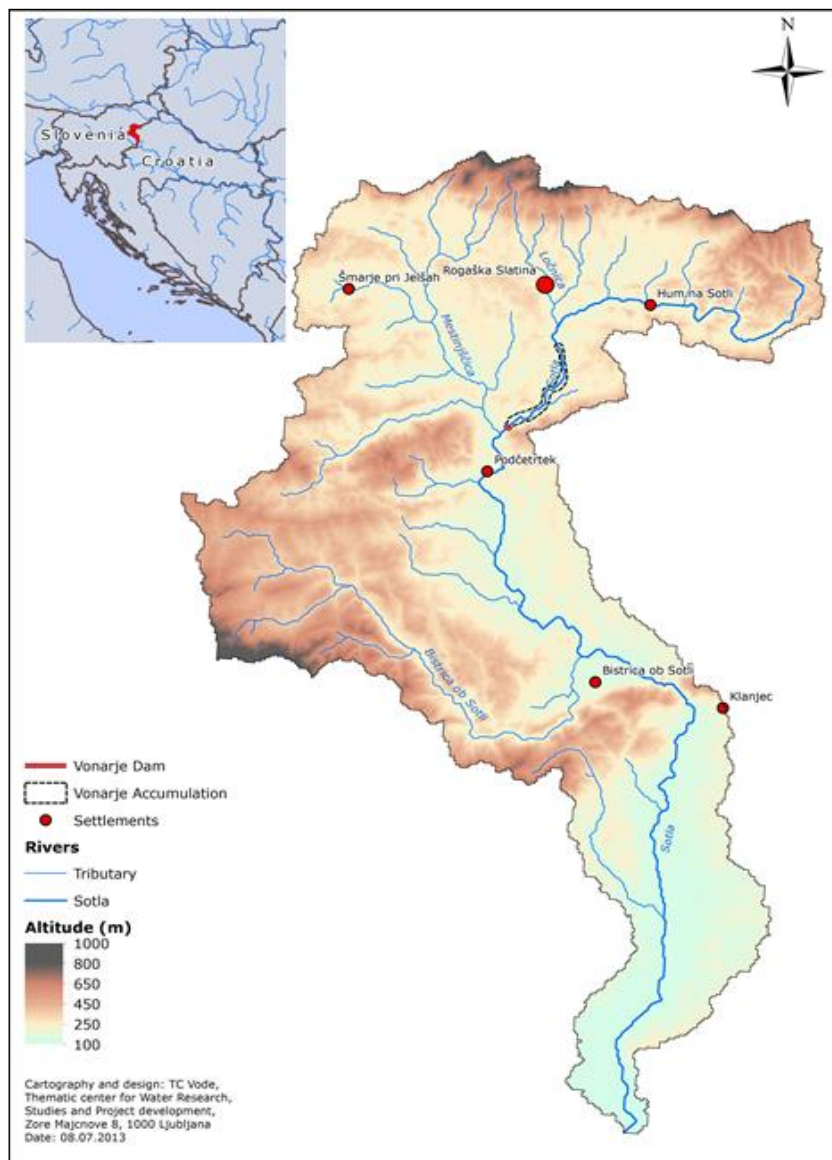 N
Slovenia
Croatia
Rogaška Slatina
Ločnica
Šmarje pri Jelšah
Hum na Sotli
Mestinjščica
Sotla
Podčetrtek
Bistrica ob Sotli
Bistrica ob Sotli
Klanjec
Sotla
Vonarje Dam
Vonarje Accumulation
Settlements
Rivers
Tributary
Sotla
Altitude (m)
1000
800
650
450
250
100
Cartography and design: TC Vode,
Thematic center for Water Research,
Studies and Project development,
Zore Majcnove 8, 1000 Ljubljana
Date: 08.07.2013